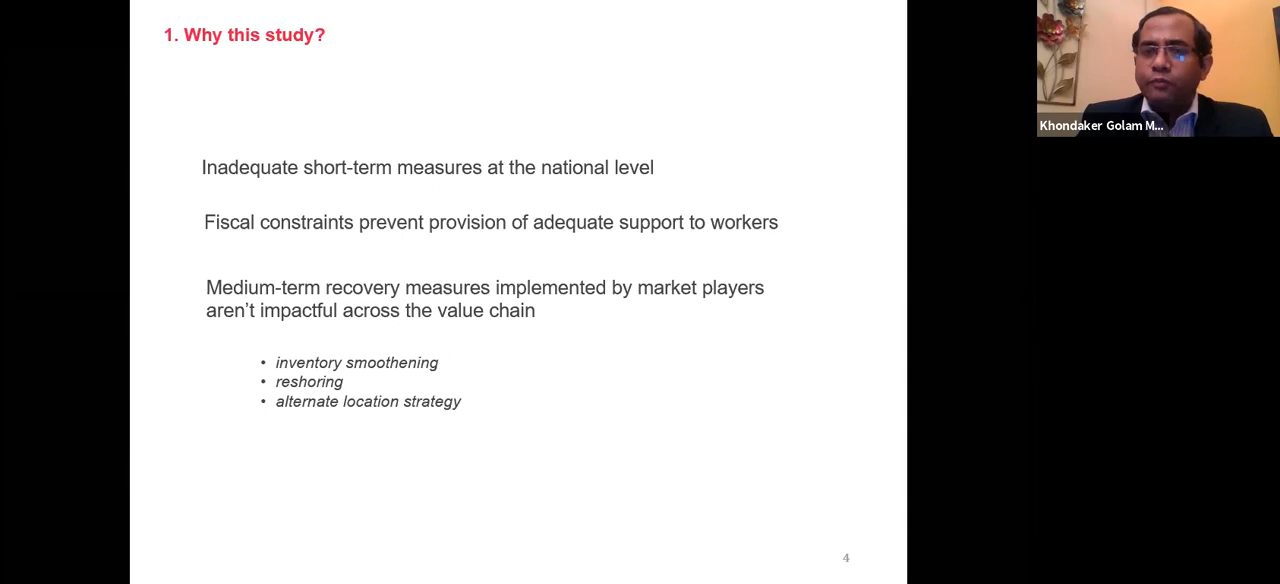 1. Why this study?
Inadequate short-term measures at the national level
Fiscal constraints prevent provision of adequate support to workers
Medium-term recovery measures implemented by market players
aren’t impactful across the value chain
• inventory smoothening
• reshoring
• alternate location strategy
4
Khondaker Golam M...